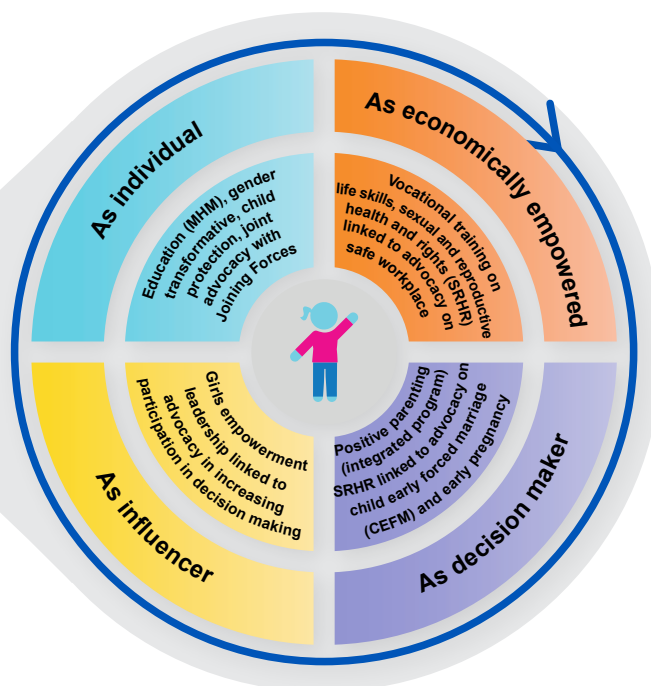 As individual
Education (MHM), gender
transformative, child
protection, joint
advocacy with
Joining Forces
As economically empowered
Vocational training on
life skills, sexual and reproductive
health and rights (SRHR)
linked to advocacy on
safe workplace
As decision maker
Positive parenting
(integrated program)
SRHR linked to advocacy on
child early forced marriage
(CEFM) and early pregnancy
As influencer
Girls empowerment
leadership linked to
advocacy in increasing
participation in decision making